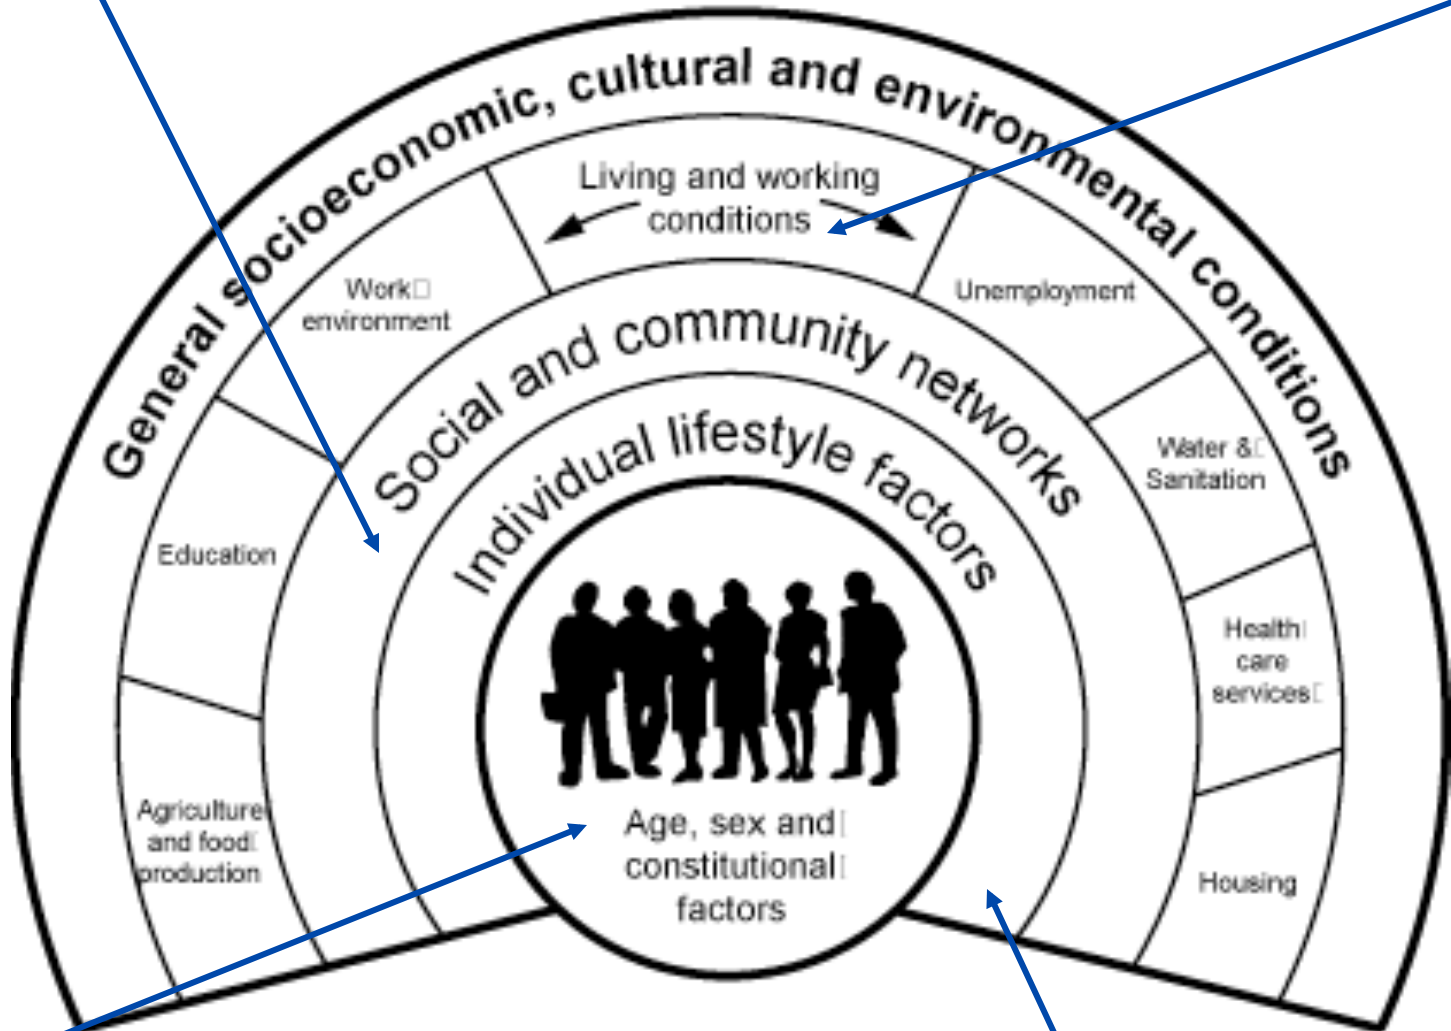 General socioeconomic, cultural and environmental conditions
Living and working
conditions
Work
environment
Unemployment
Social and community networks
Water &
Sanitation
Individual lifestyle factors
Education
Health
care
services
Agriculture
and food
production
Age, sex and
constitutional
factors
Housing